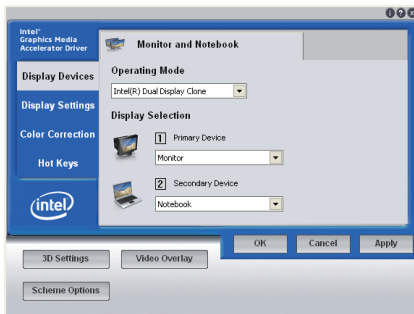 Intel®
Graphics Media
Accelerator Driver
Monitor and Notebook
Display Devices
Display Settings
Color Correction
Hot Keys
intel
Operating Mode
Intel(R) Dual Display Clone
Display Selection
1 Primary Device
Monitor
2 Secondary Device
Notebook
OK Cancel Apply
3D Settings Video Overlay
Scheme Options